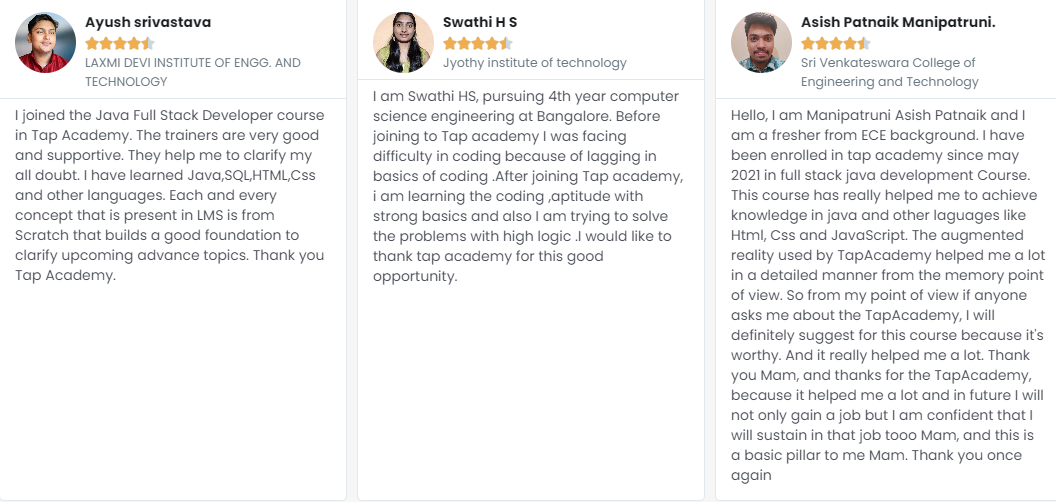 Ayush srivastava
LAXMI DEVI INSTITUTE OF ENGG. AND
TECHNOLOGY
I joined the Java Full Stack Developer course
in Tap Academy. The trainers are very good
and supportive. They help me to clarify my
all doubt. I have learned Java,SQL,HTML,Css
and other languages. Each and every
concept that is present in LMS is from
Scratch that builds a good foundation to
clarify upcoming advance topics. Thank you
Tap Academy.
Swathi H S
Jyothy institute of technology
I am Swathi HS, pursuing 4th year computer
science engineering at Bangalore. Before
joining to Tap academy I was facing
difficulty in coding because of lagging in
basics of coding .After joining Tap academy,
i am learning the coding ,aptitude with
strong basics and also I am trying to solve
the problems with high logic .I would like to
thank tap academy for this good
opportunity.
Asish Patnaik Manipatruni.
Sri Venkateswara College of
Engineering and Technology
Hello, I am Manipatruni Asish Patnaik and I
am a fresher from ECE background. I have
been enrolled in tap academy since may
2021 in full stack java development Course.
This course has really helped me to achieve
knowledge in java and other laguages like
Html, Css and JavaScript. The augmented
reality used by TapAcademy helped me a lot
in a detailed manner from the memory point
of view. So from my point of view if anyone
asks me about the TapAcademy, I will
definitely suggest for this course because it's
worthy. And it really helped me a lot. Thank
you Mam, and thanks for the TapAcademy,
because it helped me a lot and in future I will
not only gain a job but I am confident that I
will sustain in that job tooo Mam, and this is
a basic pillar to me Mam. Thank you once
again